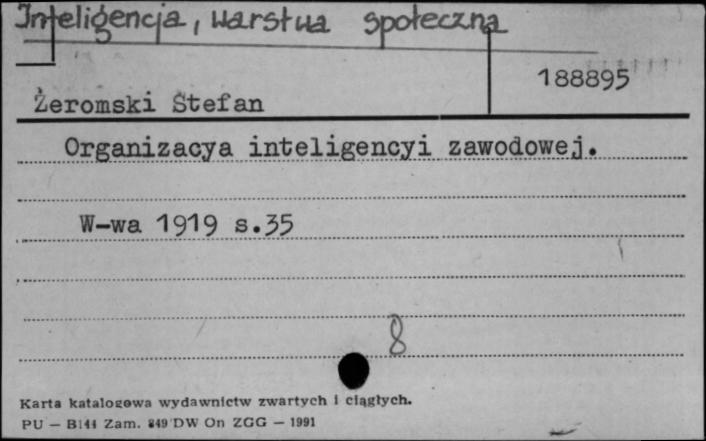 Inteligencja, warstwa społeczna
188895
Żeromski Stefan
Organizacya inteligencyi zawodowej.
W-wa 1919 s.35
8
Karta katalogowa wydawnictw zwartych i ciągłych.
PU — B144 Zam. 849 DW On ZGG — 1991